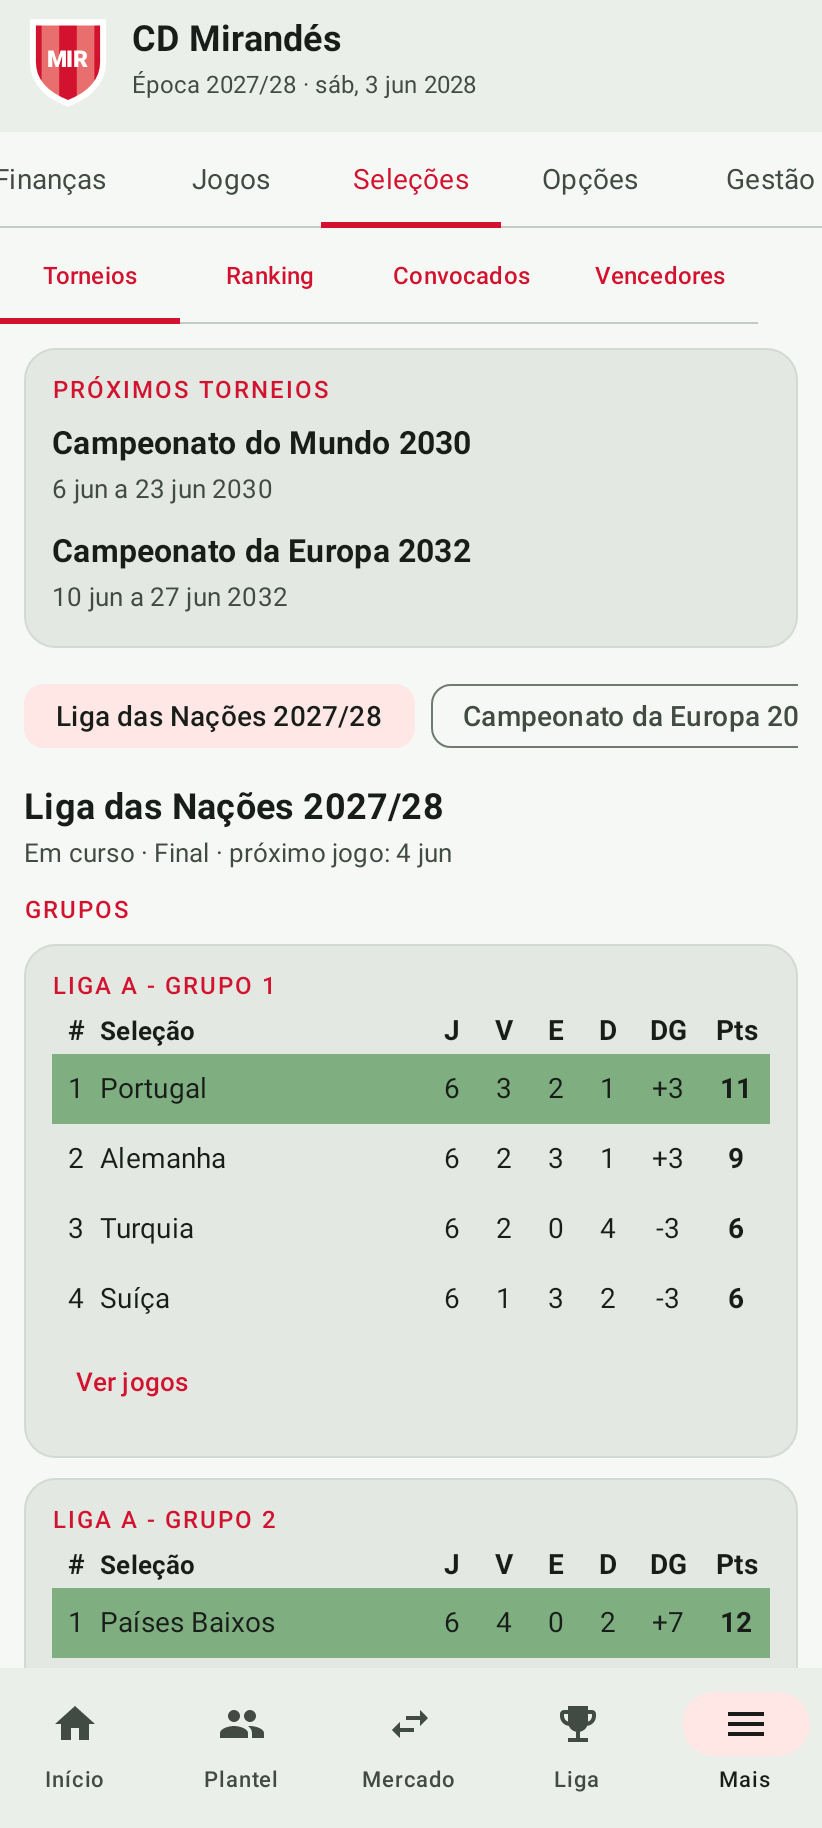 MIR
CD Mirandés
Época 2027/28 · sáb, 3 jun 2028
Finanças Jogos Seleções Opções Gestão
Torneios Ranking Convocados Vencedores
PRÓXIMOS TORNEIOS
Campeonato do Mundo 2030
6 jun a 23 jun 2030
Campeonato da Europa 2032
10 jun a 27 jun 2032
Liga das Nações 2027/28 Campeonato da Europa 20
Liga das Nações 2027/28
Em curso · Final · próximo jogo: 4 jun
GRUPOS
LIGA A - GRUPO 1
# Seleção J V E D DG Pts
1 Portugal 6 3 2 1 +3 11
2 Alemanha 6 2 3 1 +3 9
3 Turquia 6 2 0 4 -3 6
4 Suíça 6 1 3 2 -3 6
Ver jogos
LIGA A - GRUPO 2
# Seleção J V E D DG Pts
1 Países Baixos 6 4 0 2 +7 12
Início Plantel Mercado Liga Mais